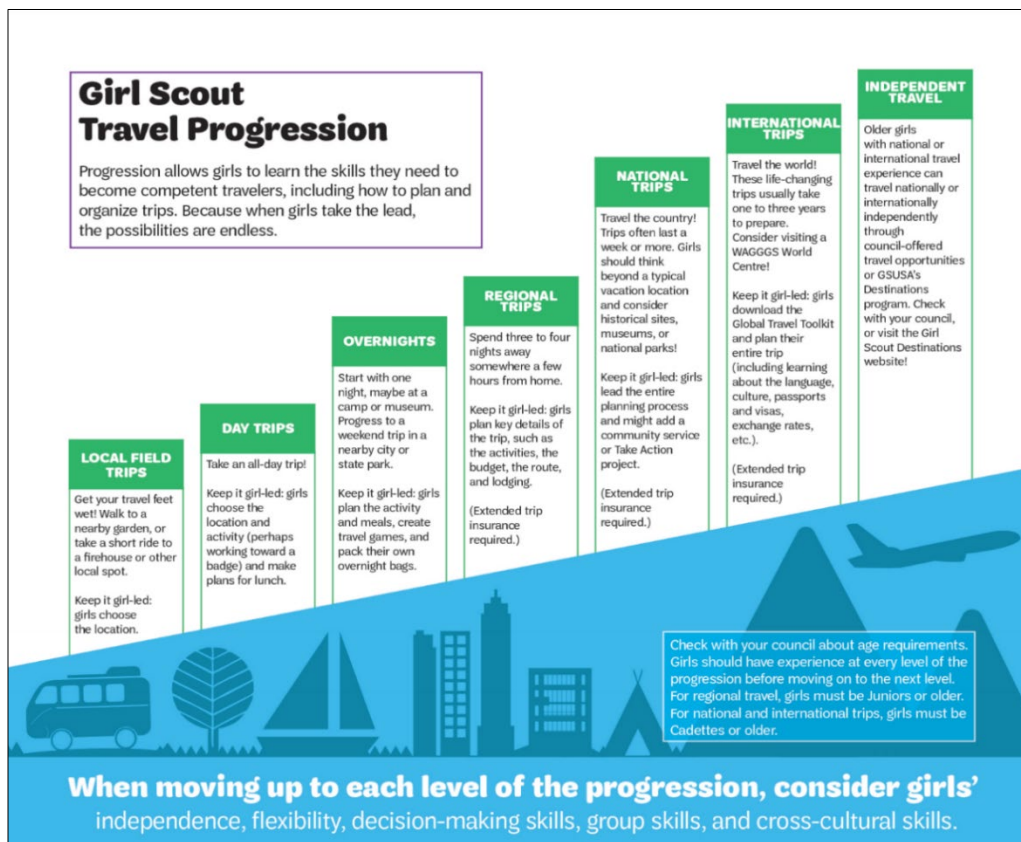 Girl Scout
Travel Progression
Progression allows girls to learn the skills they need to
become competent travelers, including how to plan and
organize trips. Because when girls take the lead,
the possibilities are endless.
LOCAL FIELD
TRIPS
Get your travel feet
wet! Walk to a
nearby garden, or
take a short ride to
a firehouse or other
local spot.
Keep it girl-led:
girls choose
the location.
DAY TRIPS
Take an all-day trip!
Keep it girl-led: girls
choose the
location and
activity (perhaps
working toward a
badge) and make
plans for lunch.
OVERNIGHTS
Start with one
night, maybe at a
camp or museum.
Progress to a
weekend trip in a
nearby city or
state park.
Keep it girl-led: girls
plan the activity
and meals, create
travel games, and
pack their own
overnight bags.
REGIONAL
TRIPS
Spend three to four
nights away
somewhere a few
hours from home.
Keep it girl-led: girls
plan key details of
the trip, such as
the activities, the
budget, the route,
and lodging.
(Extended trip
insurance
required.)
NATIONAL
TRIPS
Travel the country!
Trips often last a
week or more. Girls
should think
beyond a typical
vacation location
and consider
historical sites,
museums, or
national parks!
Keep it girl-led: girls
lead the entire
planning process
and might add a
community service
or Take Action
project.
(Extended trip
insurance
required.)
INTERNATIONAL
TRIPS
Travel the world!
These life-changing
trips usually take
one to three years
to prepare.
Consider visiting a
WAGGGS World
Centre!
Keep it girl-led: girls
download the
Global Travel Toolkit
and plan their
entire trip
(including learning
about the language,
culture, passports
and visas,
exchange rates,
etc.).
(Extended trip
insurance
required.)
INDEPENDENT
TRAVEL
Older girls
with national or
international travel
experience can
travel nationally or
internationally
independently
through
council-offered
travel opportunities
or GSUSA's
Destinations
program. Check
with your council,
or visit the Girl
Scout Destinations
website!
Check with your council about age requirements.
Girls should have experience at every level of the
progression before moving on to the next level.
For regional travel, girls must be Juniors or older.
For national and international trips, girls must be
Cadettes or older.
When moving up to each level of the progression, consider girls'
independence, flexibility, decision-making skills, group skills, and cross-cultural skills.